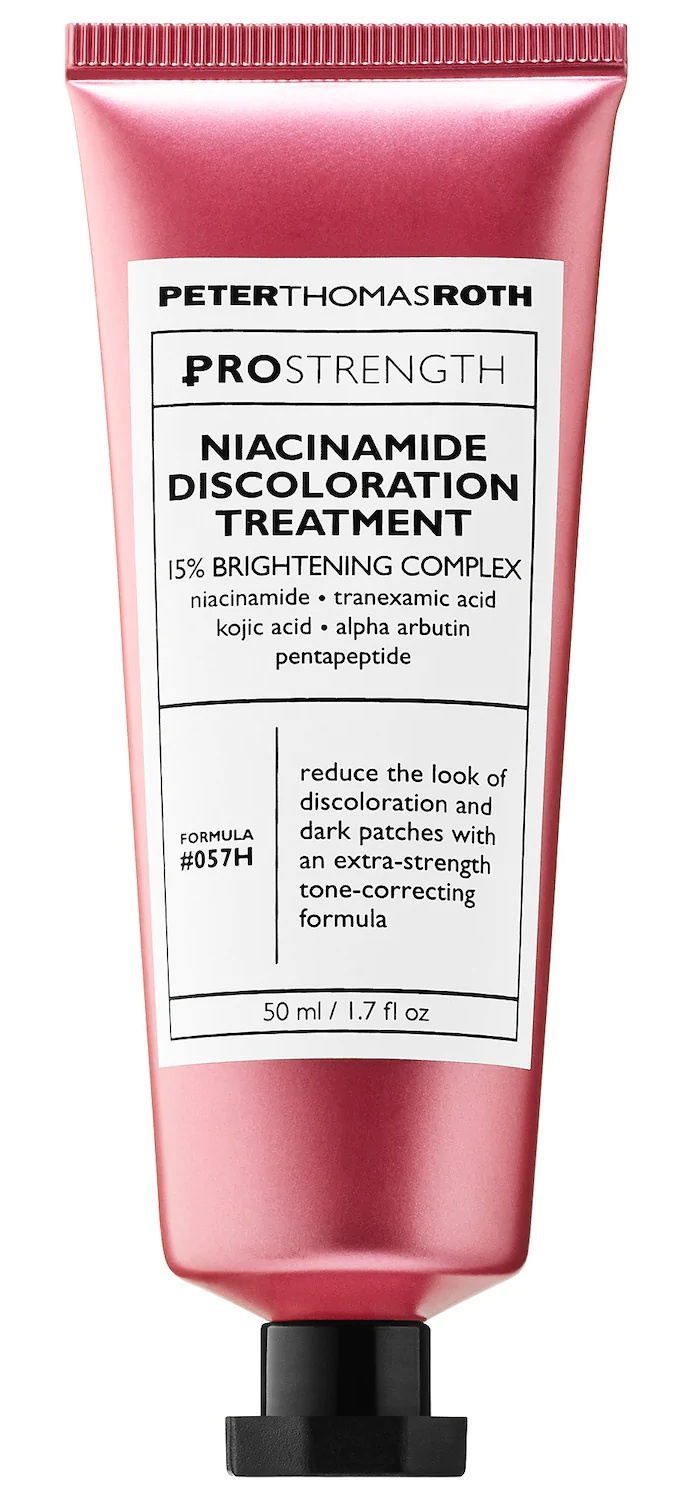 PETERTHOMASROTH
PROSTRENGTH
NIACINAMIDE
DISCOLORATION
TREATMENT
15% BRIGHTENING COMPLEX
niacinamide • tranexamic acid
kojic acid • alpha arbutin
pentapeptide
FORMULA
#057H
reduce the look of
discoloration and
dark patches with
an extra-strength
tone-correcting
formula
50 ml / 1.7 fl oz